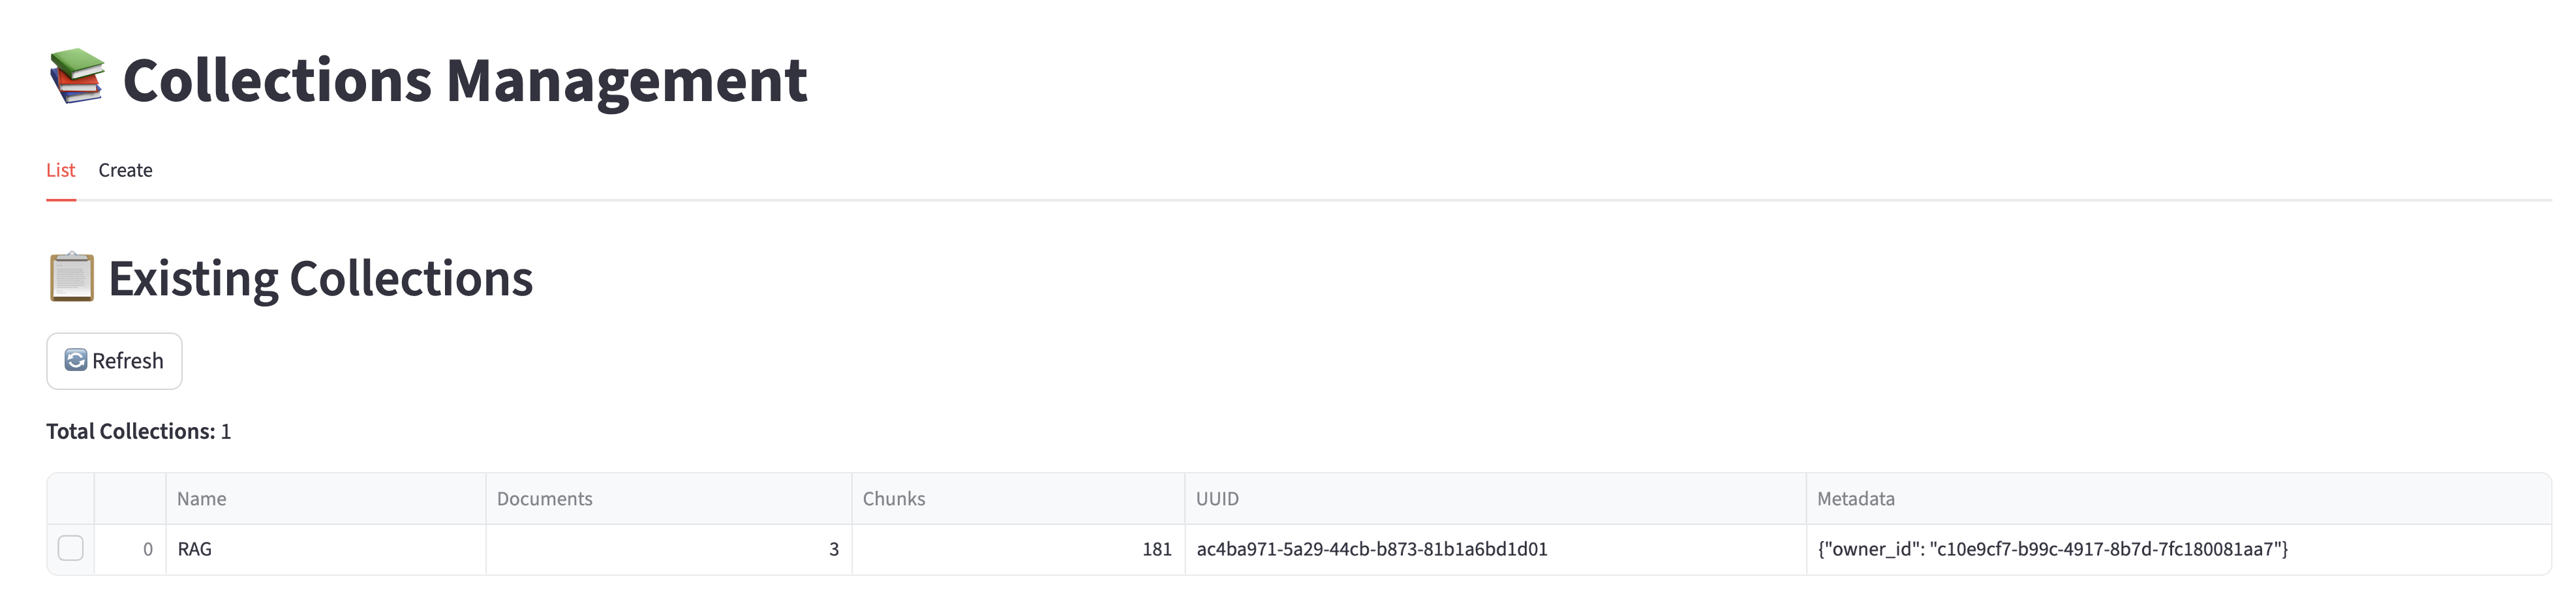 📚 Collections Management
List Create
📋 Existing Collections
🔄 Refresh
Total Collections: 1
Name Documents Chunks UUID Metadata
0 RAG 3 181 ac4ba971-5a29-44cb-b873-81b1a6bd1d01 {"owner_id": "c10e9cf7-b99c-4917-8b7d-7fc180081aa7"}